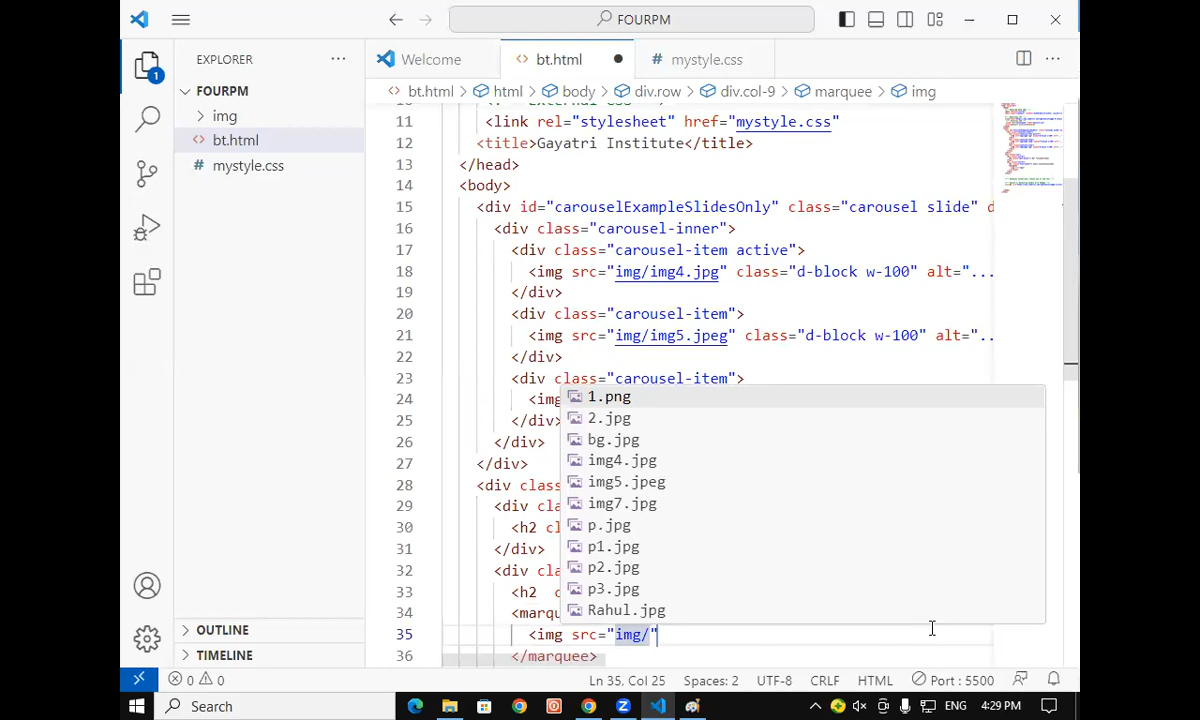 FOURPM
EXPLORER
Welcome
bt.html
# mystyle.css
1
FOURPM
img
bt.html
# mystyle.css
OUTLINE
TIMELINE
bt.html > html > body > div.row > div.col-9 > marquee > img
11 <link rel="stylesheet" href="mystyle.css"
12 <title>Gayatri Institute</title>
13 </head>
14 <body>
15 <div id="carouselExampleSlidesOnly" class="carousel slide" d
16 <div class="carousel-inner">
17 <div class="carousel-item active">
18 <img src="img/img4.jpg" class="d-block w-100" alt="...
19 </div>
20 <div class="carousel-item">
21 <img src="img/img5.jpeg" class="d-block w-100" alt="..
22 </div>
23 <div class="carousel-item">
24 <img
25 </div>
26 </div>
27 </div>
28 <div class
29 <div cla
30 <h2 cl
31 </div>
32 <div cla
33 <h2 c
34 <marqu
35 <img src="img/"
36 </marquee>
1.png
2.jpg
bg.jpg
img4.jpg
img5.jpeg
img7.jpg
p.jpg
p1.jpg
p2.jpg
p3.jpg
Rahul.jpg
0 0 Ln 35, Col 25 Spaces: 2 UTF-8 CRLF HTML Port : 5500
Search ENG 4:29 PM